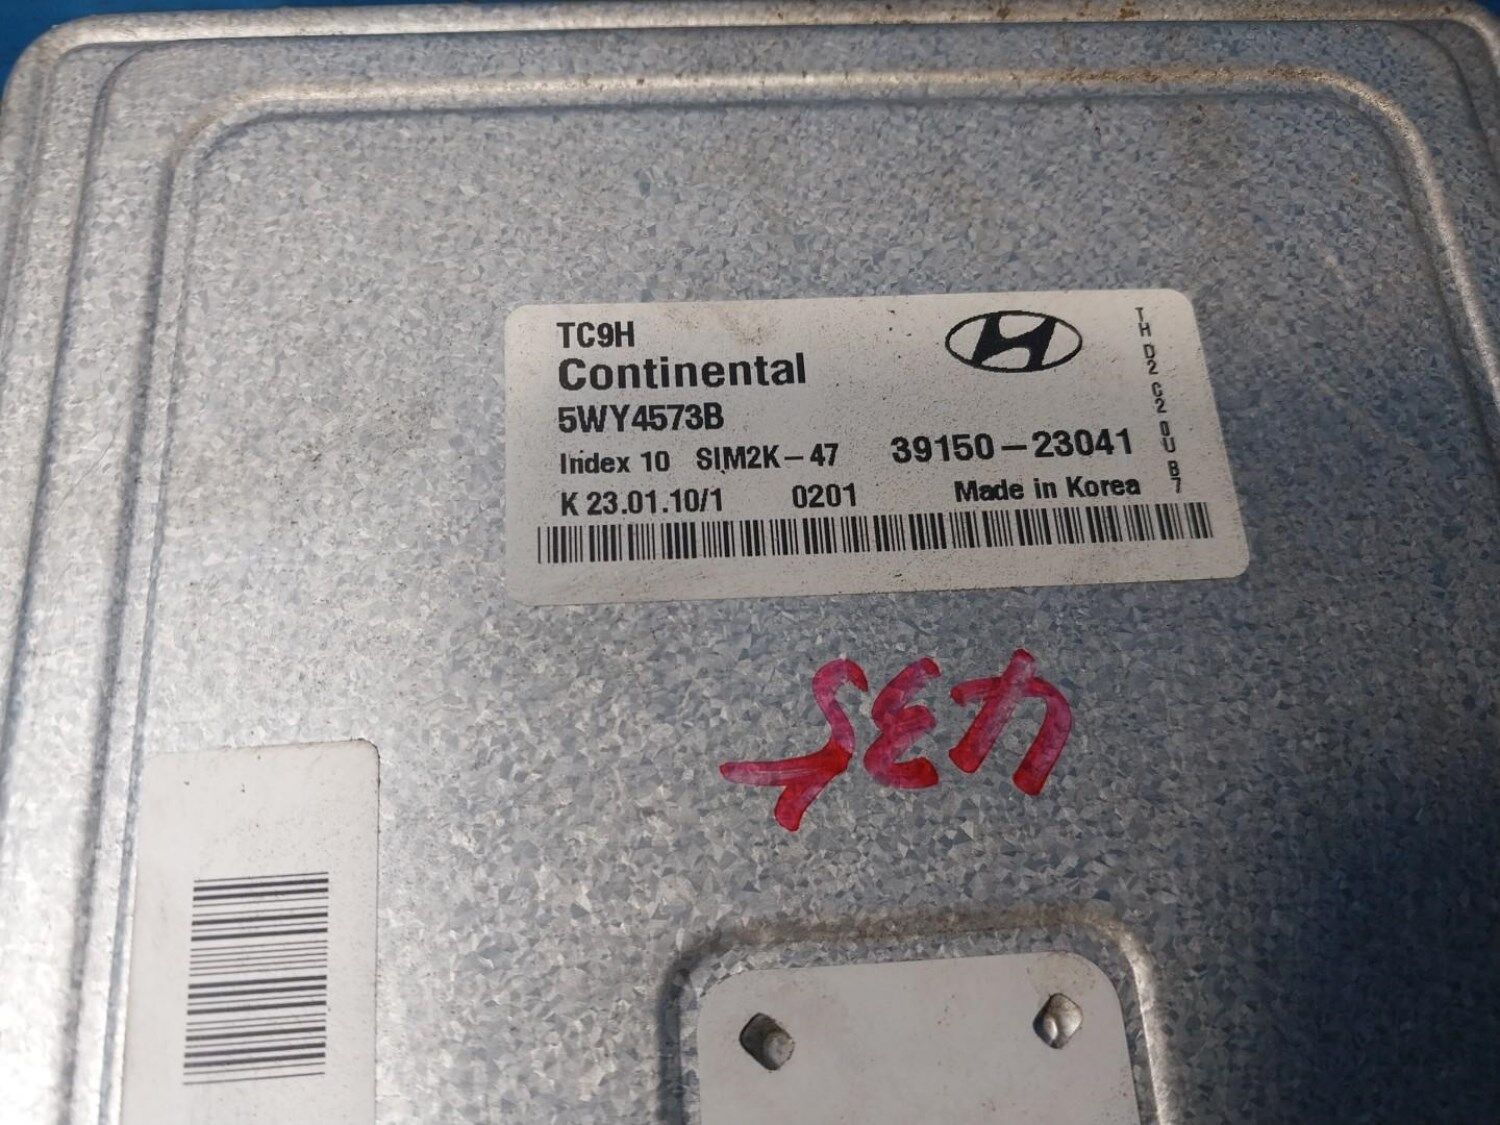 TC9H
Continental
5WY4573B
Index 10 SIM2K-47 39150-23041
K 23.01.10/1 0201 Made in Korea
TH D2 C2 0U B7